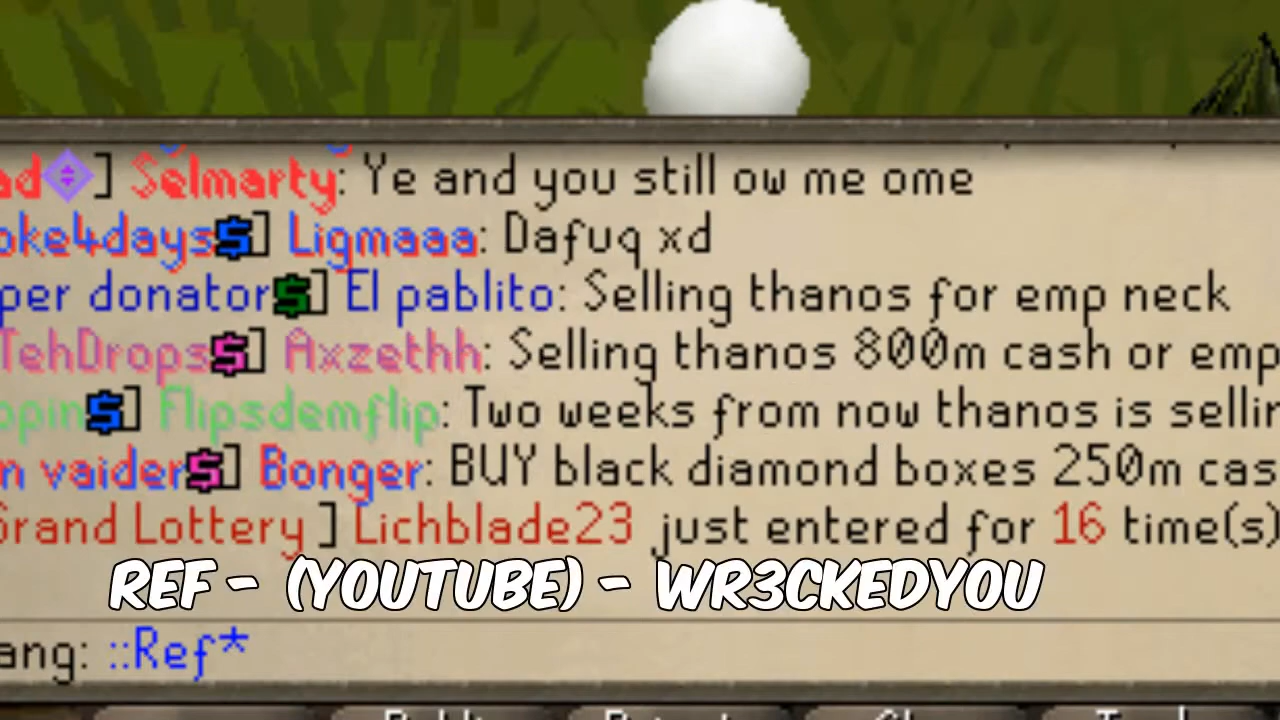 ad] Selmarty: Ye and you still ow me ome
oke4days$] Ligmaaa: Dafuq xd
per donator$] El pablito: Selling thanos for emp neck
TehDrops$] Axzethh: Selling thanos 800m cash or emp
opin$] Flipsdemflip: Two weeks from now thanos is sellin
n vaider$] Bonger: BUY black diamond boxes 250m cas
Grand Lottery ] Lichblade23 just entered for 16 time(s)
REF - (YOUTUBE) - WR3CKEDYOU
ang: ::Ref*